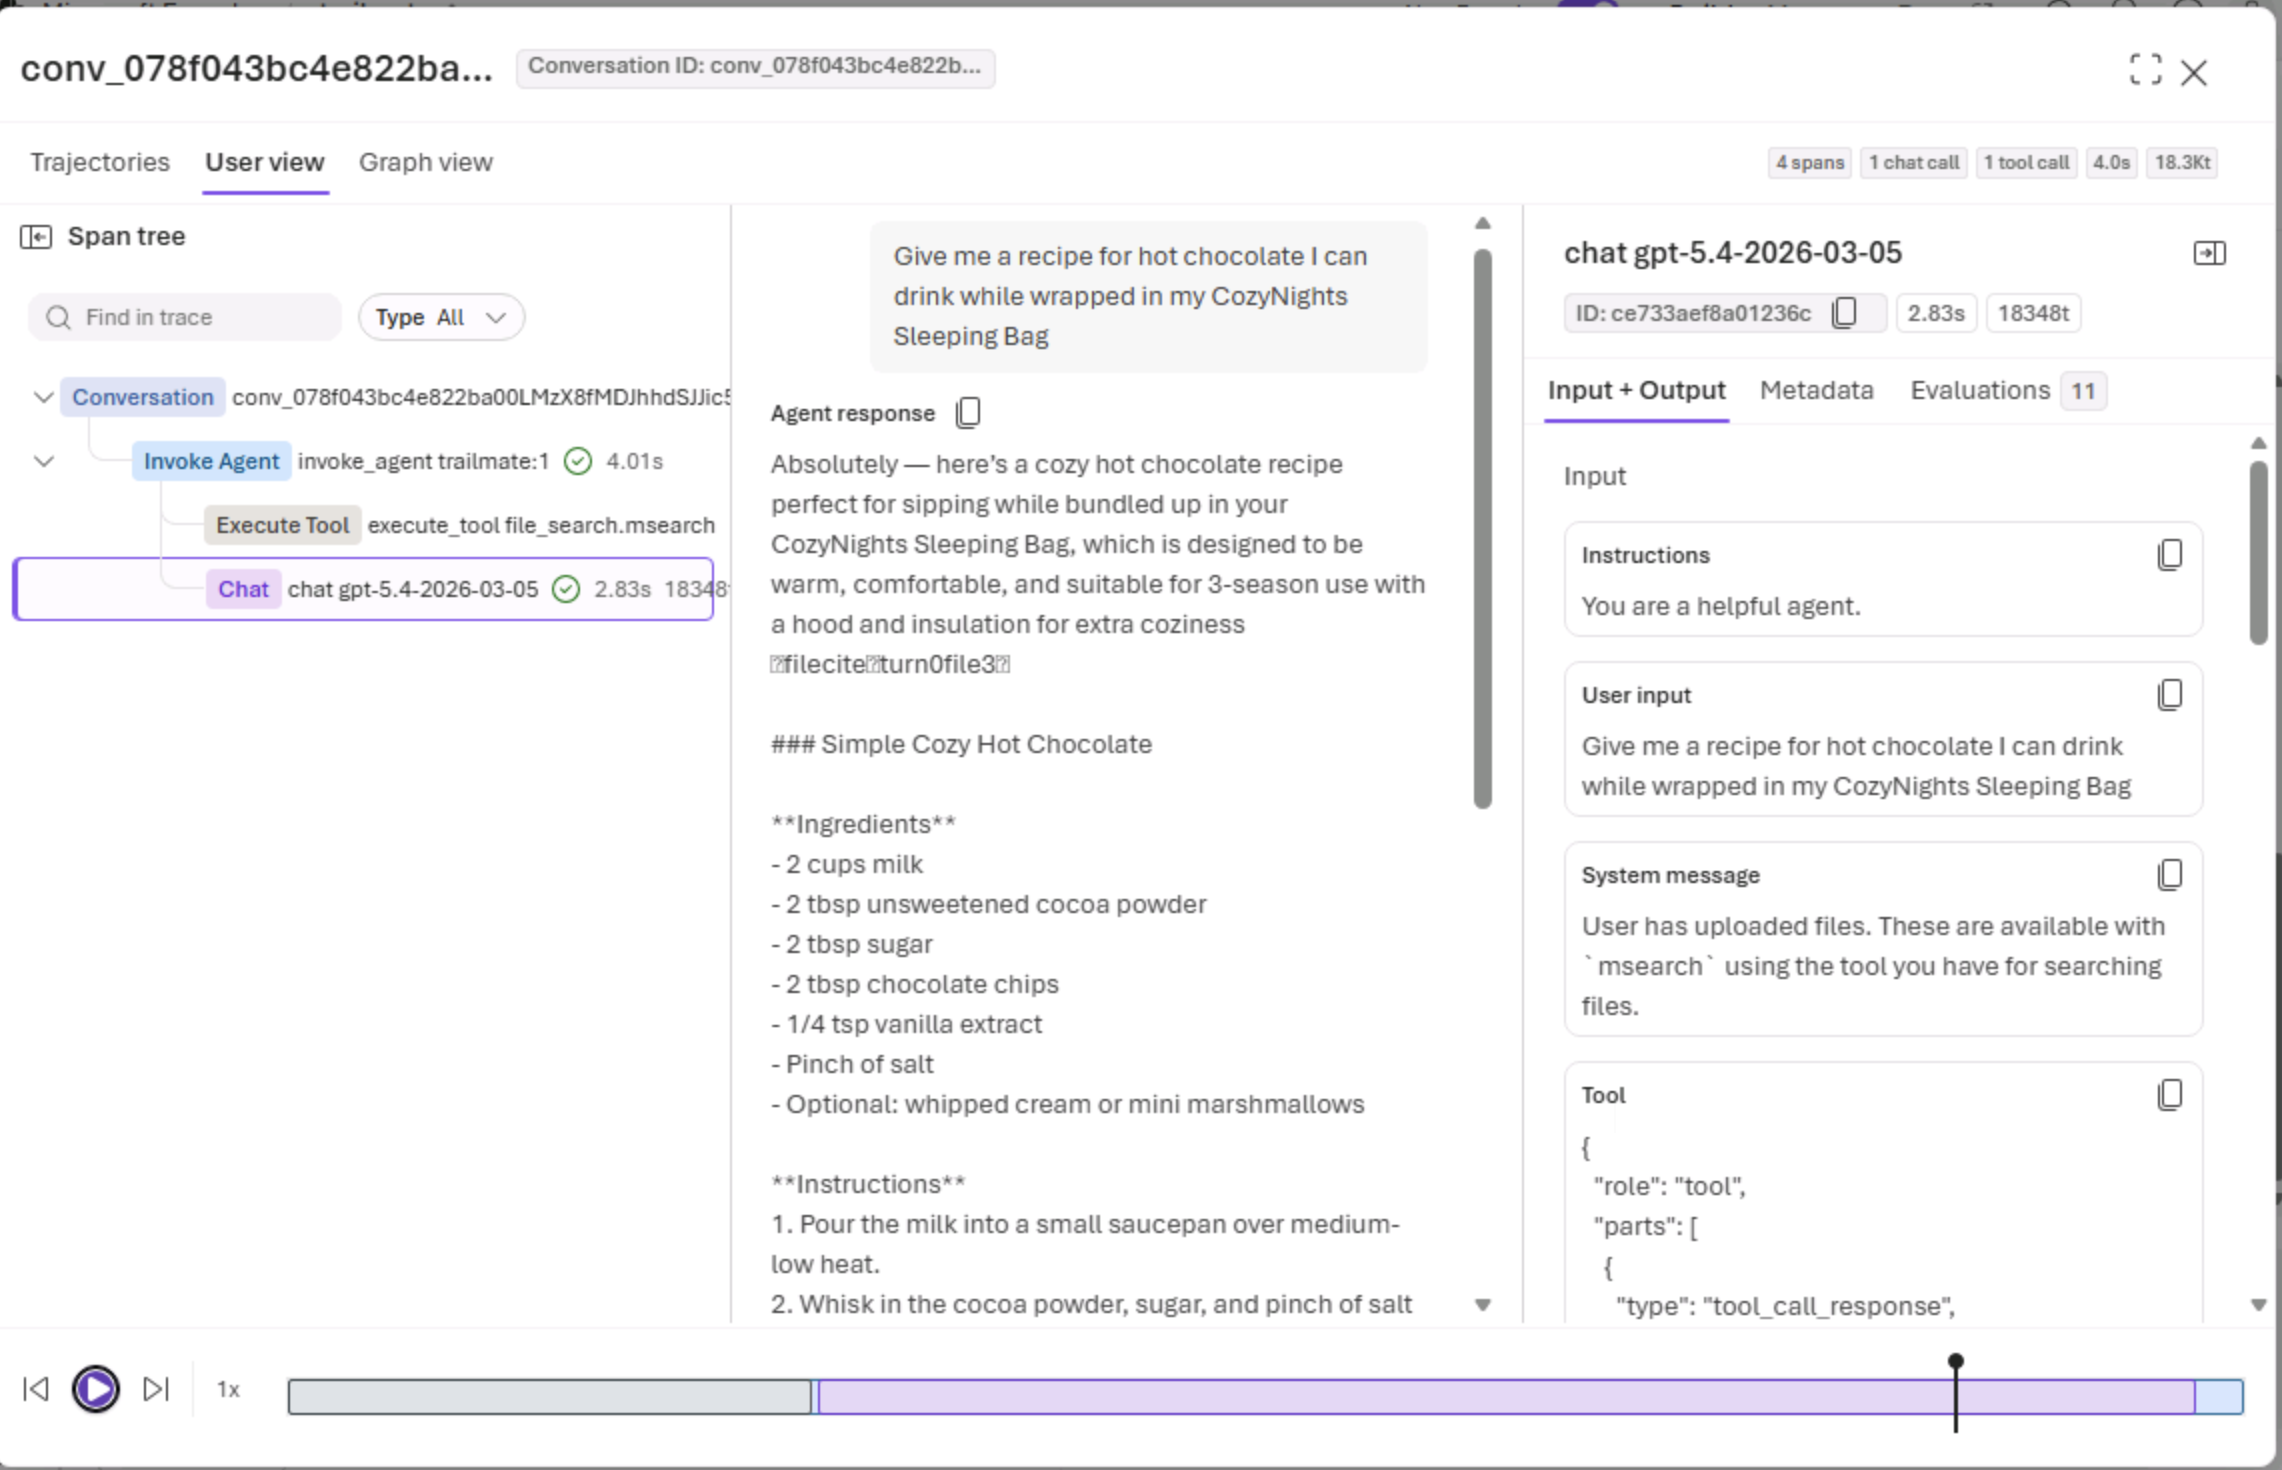 conv_078f043bc4e822ba...
Conversation ID: conv_078f043bc4e822b...
Trajectories
User view
Graph view
4 spans
1 chat call
1 tool call
4.0s
18.3Kt
Span tree
Find in trace
Type All
Conversation conv_078f043bc4e822ba00LMzX8fMDJhhdSJJic5
Invoke Agent invoke_agent trailmate:1 4.01s
Execute Tool execute_tool file_search.msearch
Chat chat gpt-5.4-2026-03-05 2.83s 18348t
Give me a recipe for hot chocolate I can
drink while wrapped in my CozyNights
Sleeping Bag
Agent response
Absolutely — here’s a cozy hot chocolate recipe
perfect for sipping while bundled up in your
CozyNights Sleeping Bag, which is designed to be
warm, comfortable, and suitable for 3-season use with
a hood and insulation for extra coziness
filecite turn0file3
### Simple Cozy Hot Chocolate
**Ingredients**
- 2 cups milk
- 2 tbsp unsweetened cocoa powder
- 2 tbsp sugar
- 2 tbsp chocolate chips
- 1/4 tsp vanilla extract
- Pinch of salt
- Optional: whipped cream or mini marshmallows
**Instructions**
1. Pour the milk into a small saucepan over medium-
low heat.
2. Whisk in the cocoa powder, sugar, and pinch of salt
chat gpt-5.4-2026-03-05
ID: ce733aef8a01236c
2.83s
18348t
Input + Output
Metadata
Evaluations 11
Input
Instructions
You are a helpful agent.
User input
Give me a recipe for hot chocolate I can drink
while wrapped in my CozyNights Sleeping Bag
System message
User has uploaded files. These are available with
`msearch` using the tool you have for searching
files.
Tool
{
"role": "tool",
"parts": [
{
"type": "tool_call_response",
1x